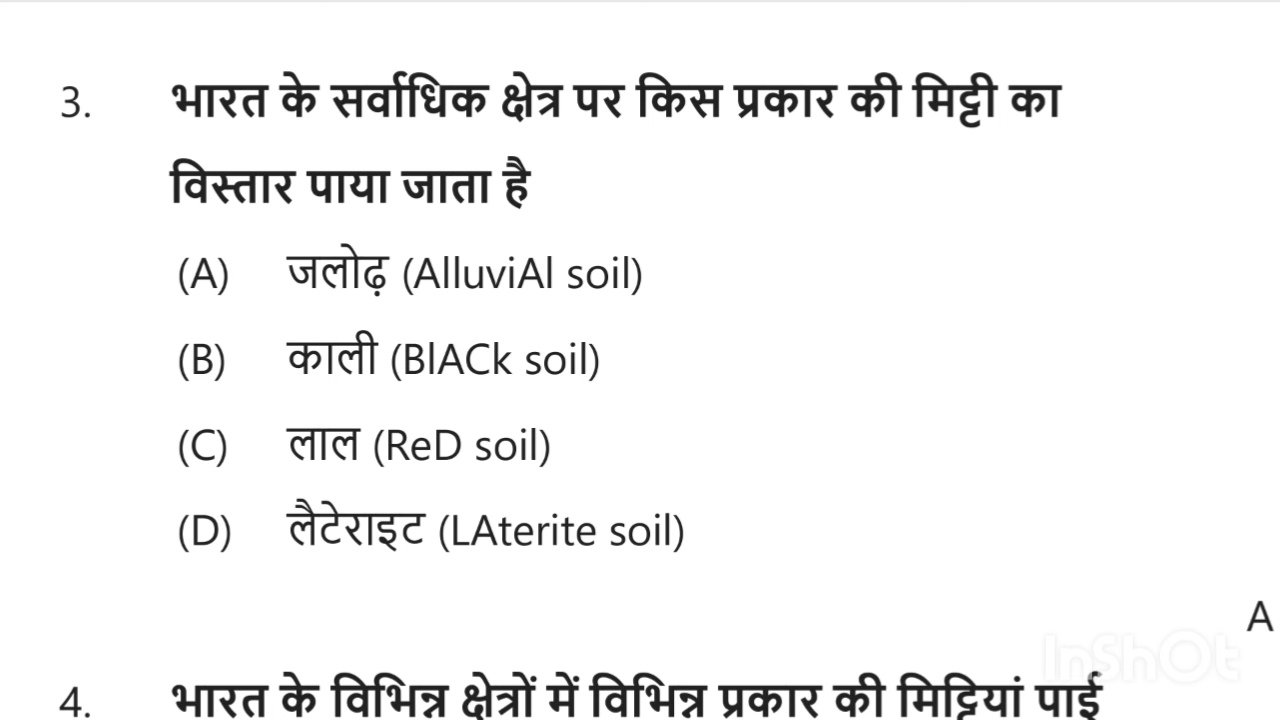 3. भारत के सर्वाधिक क्षेत्र पर किस प्रकार की मिट्टी का
विस्तार पाया जाता है
(A) जलोढ़ (AlluviAl soil)
(B) काली (BlACk soil)
(C) लाल (ReD soil)
(D) लैटेराइट (LAterite soil)
A
InShOt
4. भारत के विभिन्न क्षेत्रों में विभिन्न प्रकार की मिट्टियां पाई